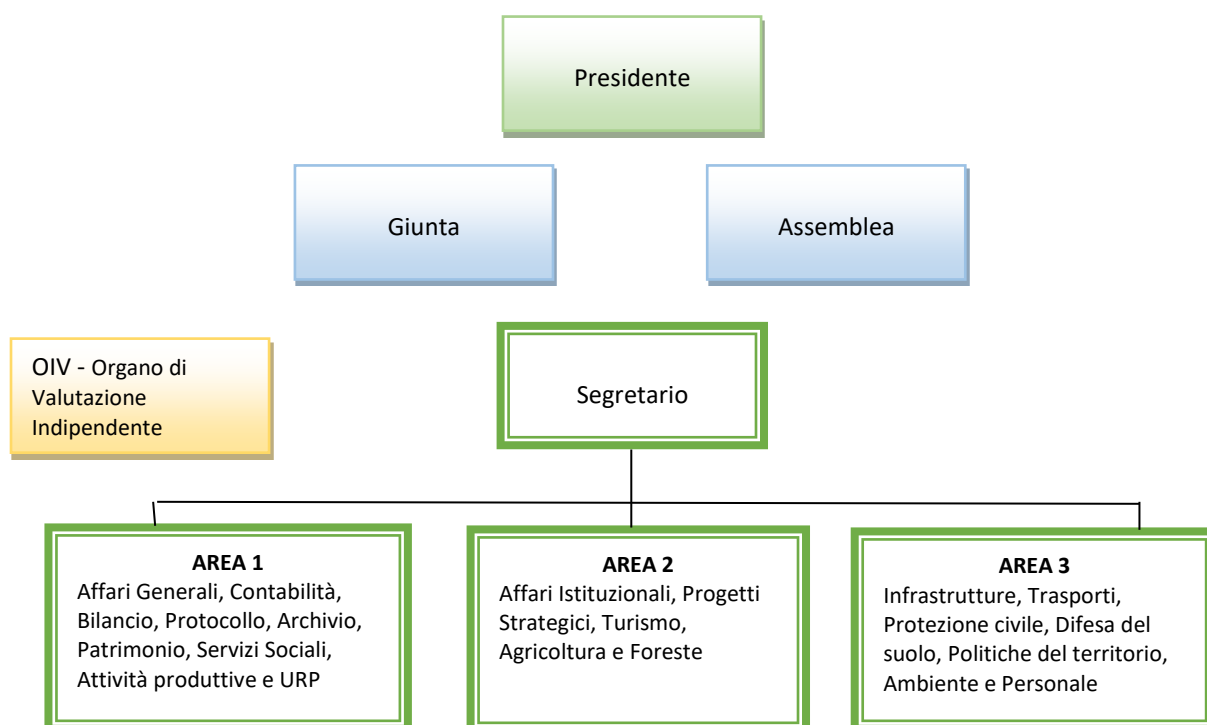 Presidente
Giunta
Assemblea
OIV - Organo di
Valutazione
Indipendente
Segretario
AREA 1
Affari Generali, Contabilità,
Bilancio, Protocollo, Archivio,
Patrimonio, Servizi Sociali,
Attività produttive e URP
AREA 2
Affari Istituzionali, Progetti
Strategici, Turismo,
Agricoltura e Foreste
AREA 3
Infrastrutture, Trasporti,
Protezione civile, Difesa del
suolo, Politiche del territorio,
Ambiente e Personale